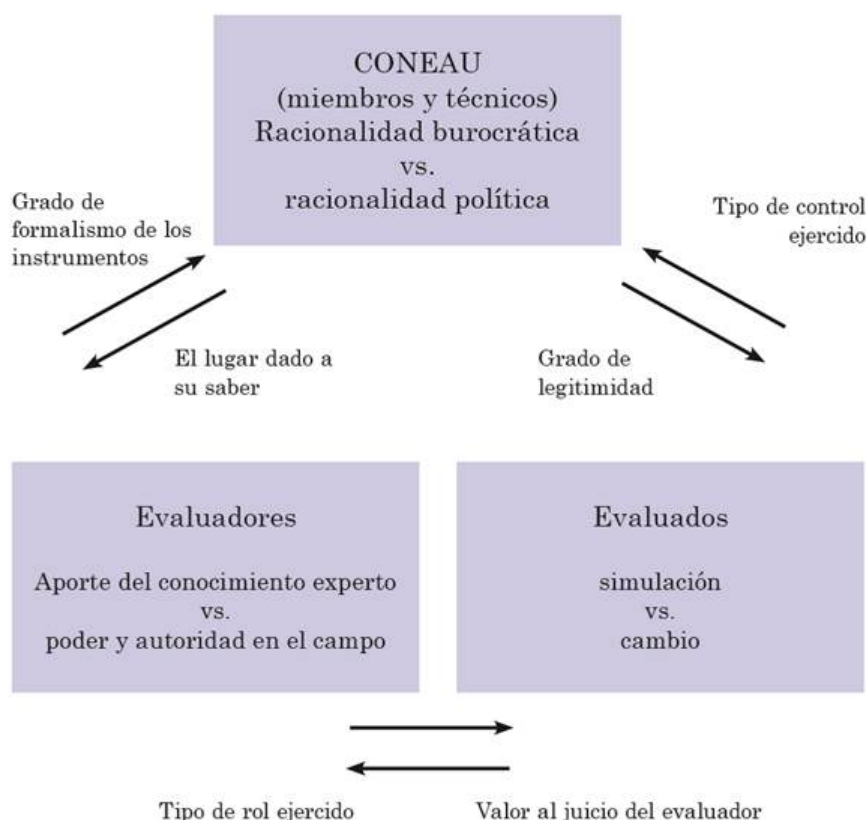 CONEAU
(miembros y técnicos)
Racionalidad burocrática
vs.
racionalidad política
Grado de
formalismo de los
instrumentos
Tipo de control
ejercido
El lugar dado a
su saber
Grado de
legitimidad
Evaluadores
Aporte del conocimiento experto
vs.
poder y autoridad en el campo
Evaluados
simulación
vs.
cambio
Tipo de rol ejercido
Valor al juicio del evaluador